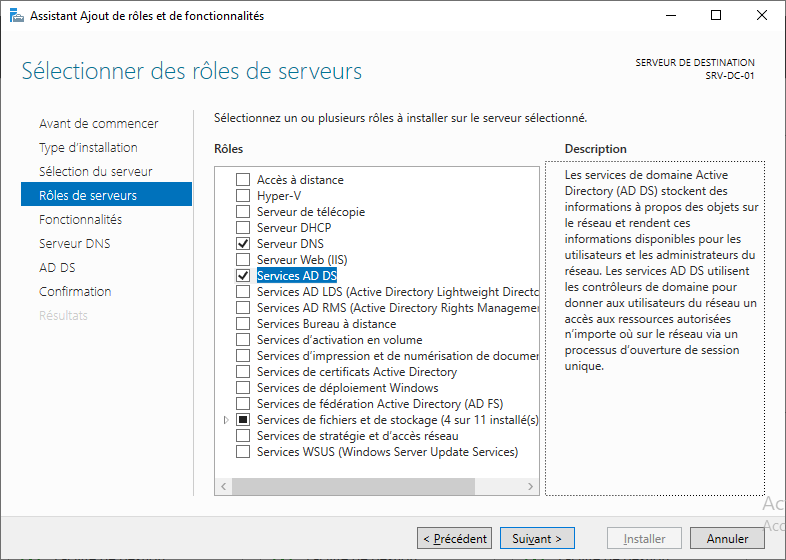 Assistant Ajout de rôles et de fonctionnalités
Sélectionner des rôles de serveurs
SERVEUR DE DESTINATION
SRV-DC-01
Avant de commencer
Type d'installation
Sélection du serveur
Rôles de serveurs
Fonctionnalités
Serveur DNS
AD DS
Confirmation
Résultats
Sélectionnez un ou plusieurs rôles à installer sur le serveur sélectionné.
Rôles
Accès à distance
Hyper-V
Serveur de télécopie
Serveur DHCP
Serveur DNS
Serveur Web (IIS)
Services AD DS
Services AD LDS (Active Directory Lightweight Directo
Services AD RMS (Active Directory Rights Manageme
Services Bureau à distance
Services d'activation en volume
Services d'impression et de numérisation de documen
Services de certificats Active Directory
Services de déploiement Windows
Services de fédération Active Directory (AD FS)
Services de fichiers et de stockage (4 sur 11 installé(s)
Services de stratégie et d'accès réseau
Services WSUS (Windows Server Update Services)
Description
Les services de domaine Active
Directory (AD DS) stockent des
informations à propos des objets sur
le réseau et rendent ces
informations disponibles pour les
utilisateurs et les administrateurs du
réseau. Les services AD DS utilisent
les contrôleurs de domaine pour
donner aux utilisateurs du réseau un
accès aux ressources autorisées
n'importe où sur le réseau via un
processus d'ouverture de session
unique.
< Précédent
Suivant >
Installer
Annuler